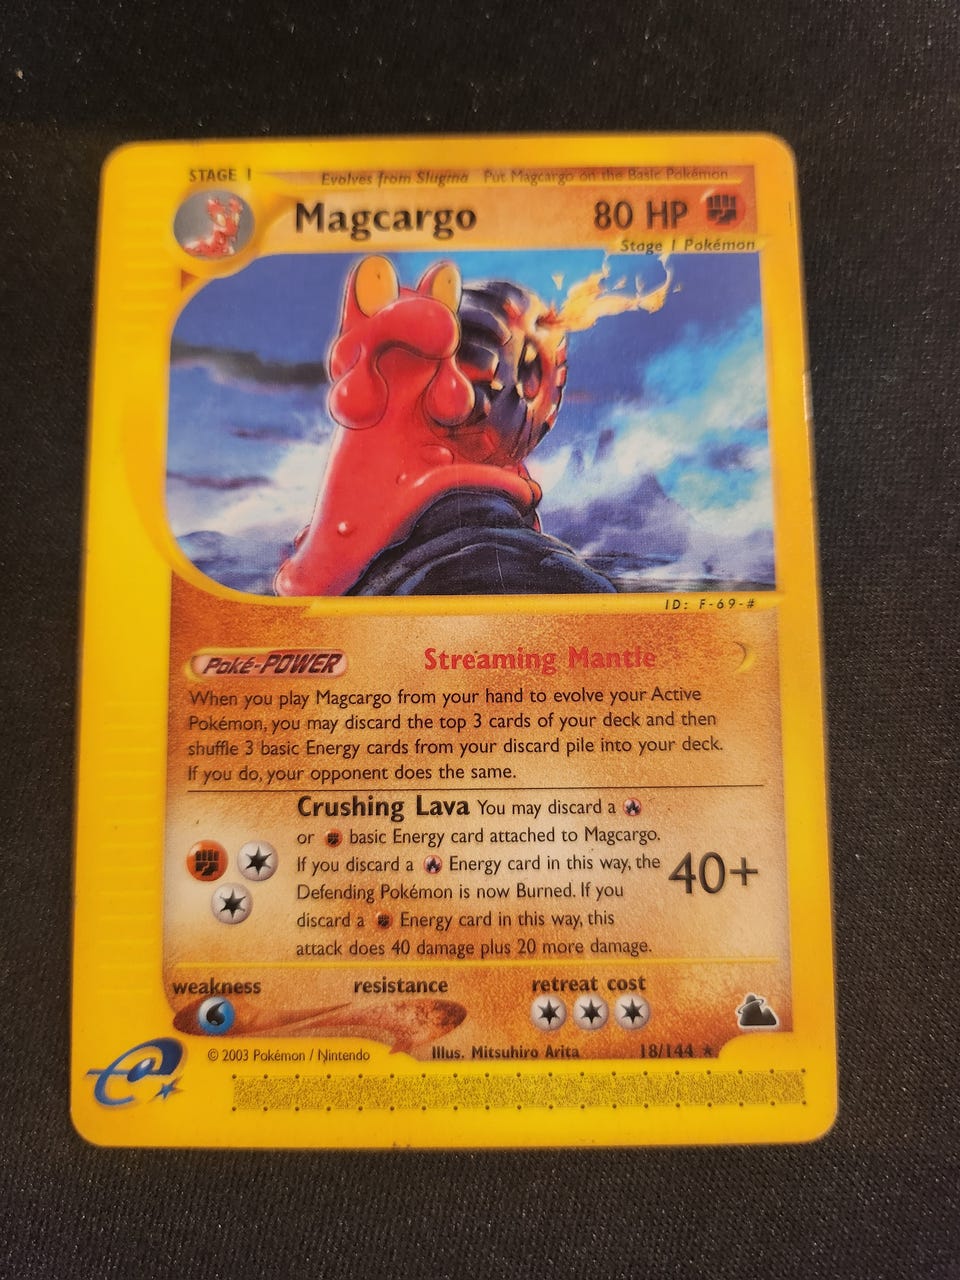 STAGE 1
Evolves from Slugma Put Magcargo on the Basic Pokémon
Magcargo 80 HP
Stage 1 Pokémon
ID: F-69-#
Poké-POWER Streaming Mantle
When you play Magcargo from your hand to evolve your Active
Pokémon, you may discard the top 3 cards of your deck and then
shuffle 3 basic Energy cards from your discard pile into your deck.
If you do, your opponent does the same.
Crushing Lava You may discard a
or basic Energy card attached to Magcargo.
If you discard a Energy card in this way, the
Defending Pokémon is now Burned. If you
discard a Energy card in this way, this
attack does 40 damage plus 20 more damage.
40+
weakness resistance retreat cost
© 2003 Pokémon / Nintendo Illus. Mitsuhiro Arita 18/144 ★
e